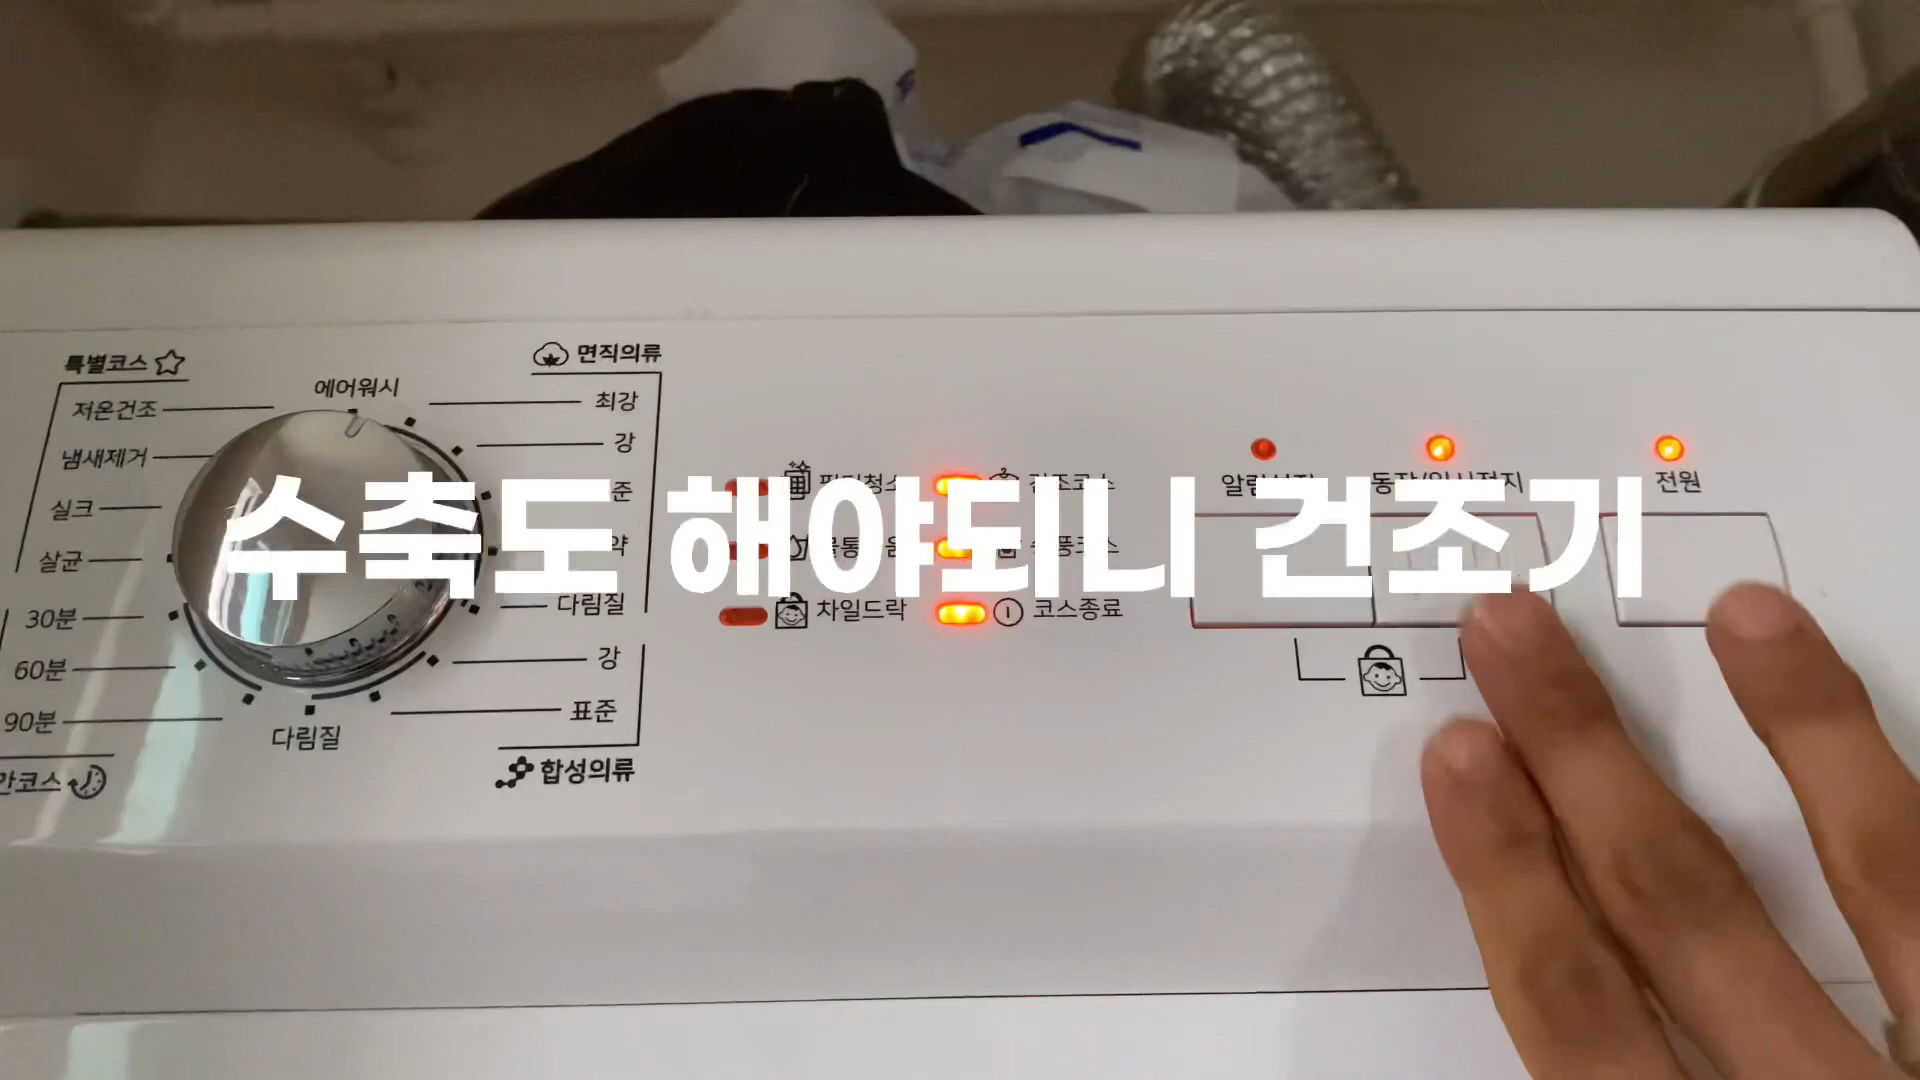 특별코스
면직의류
에어워시
저온건조
최강
냄새제거
강
실크
살균
30분
다림질
60분
강
90분
표준
다림질
합성의류
차일드락
코스종료
전원
수축도 해야되니 건조기